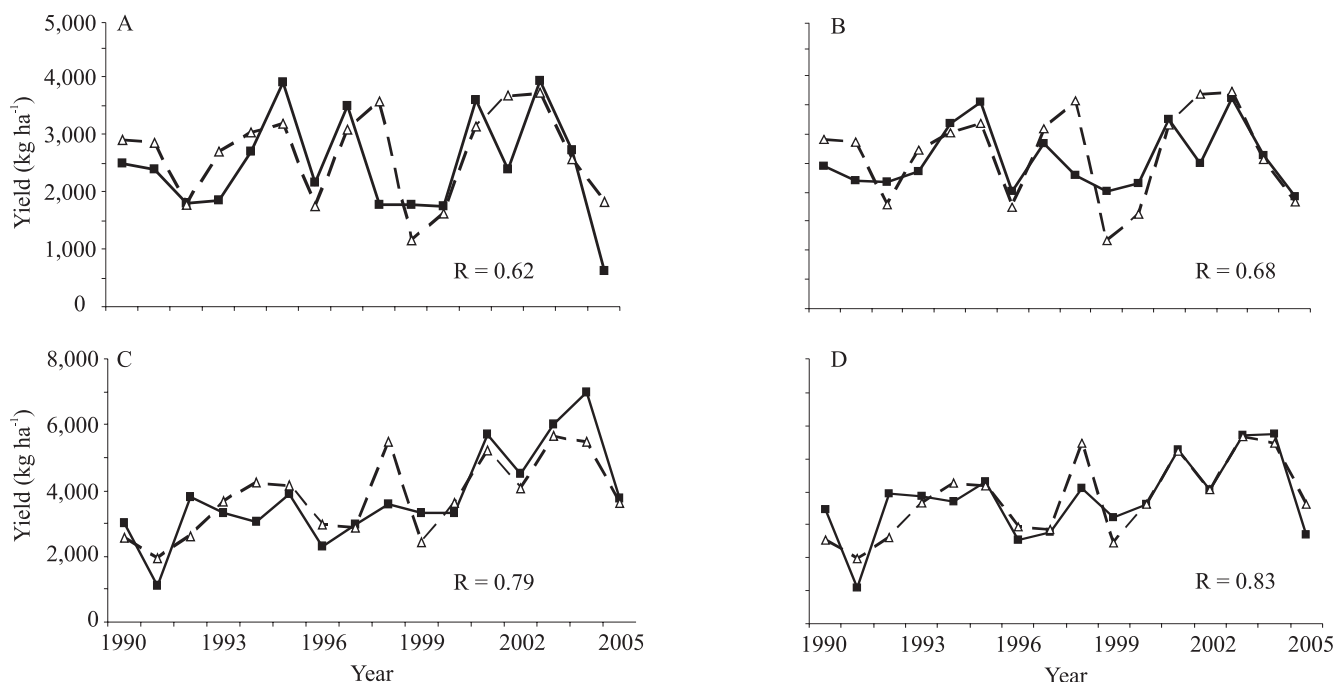 A
5,000
4,000
3,000
2,000
1,000
0
Yield (kg ha⁻¹)
R = 0.62
B
R = 0.68
C
8,000
6,000
4,000
2,000
0
Yield (kg ha⁻¹)
R = 0.79
1990 1993 1996 1999 2002 2005
Year
D
R = 0.83
1990 1993 1996 1999 2002 2005
Year